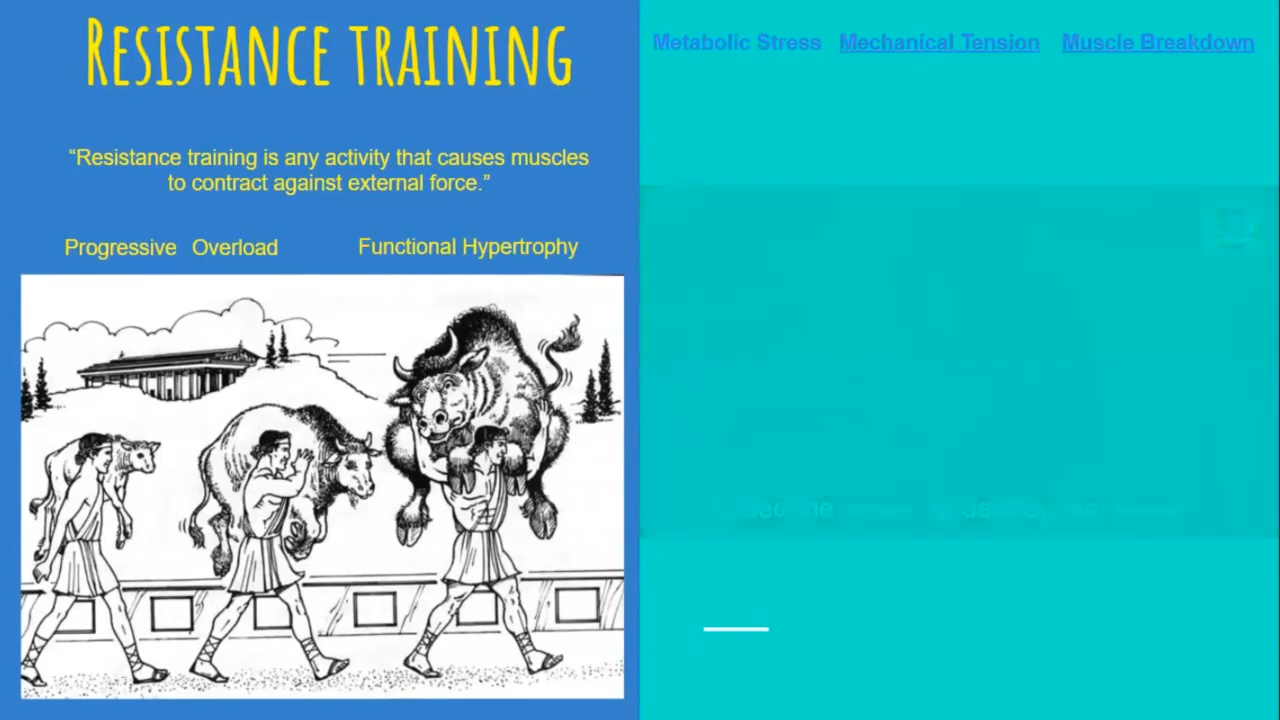 RESISTANCE TRAINING
“Resistance training is any activity that causes muscles
to contract against external force.”
Progressive Overload
Functional Hypertrophy
Metabolic Stress
Mechanical Tension
Muscle Breakdown